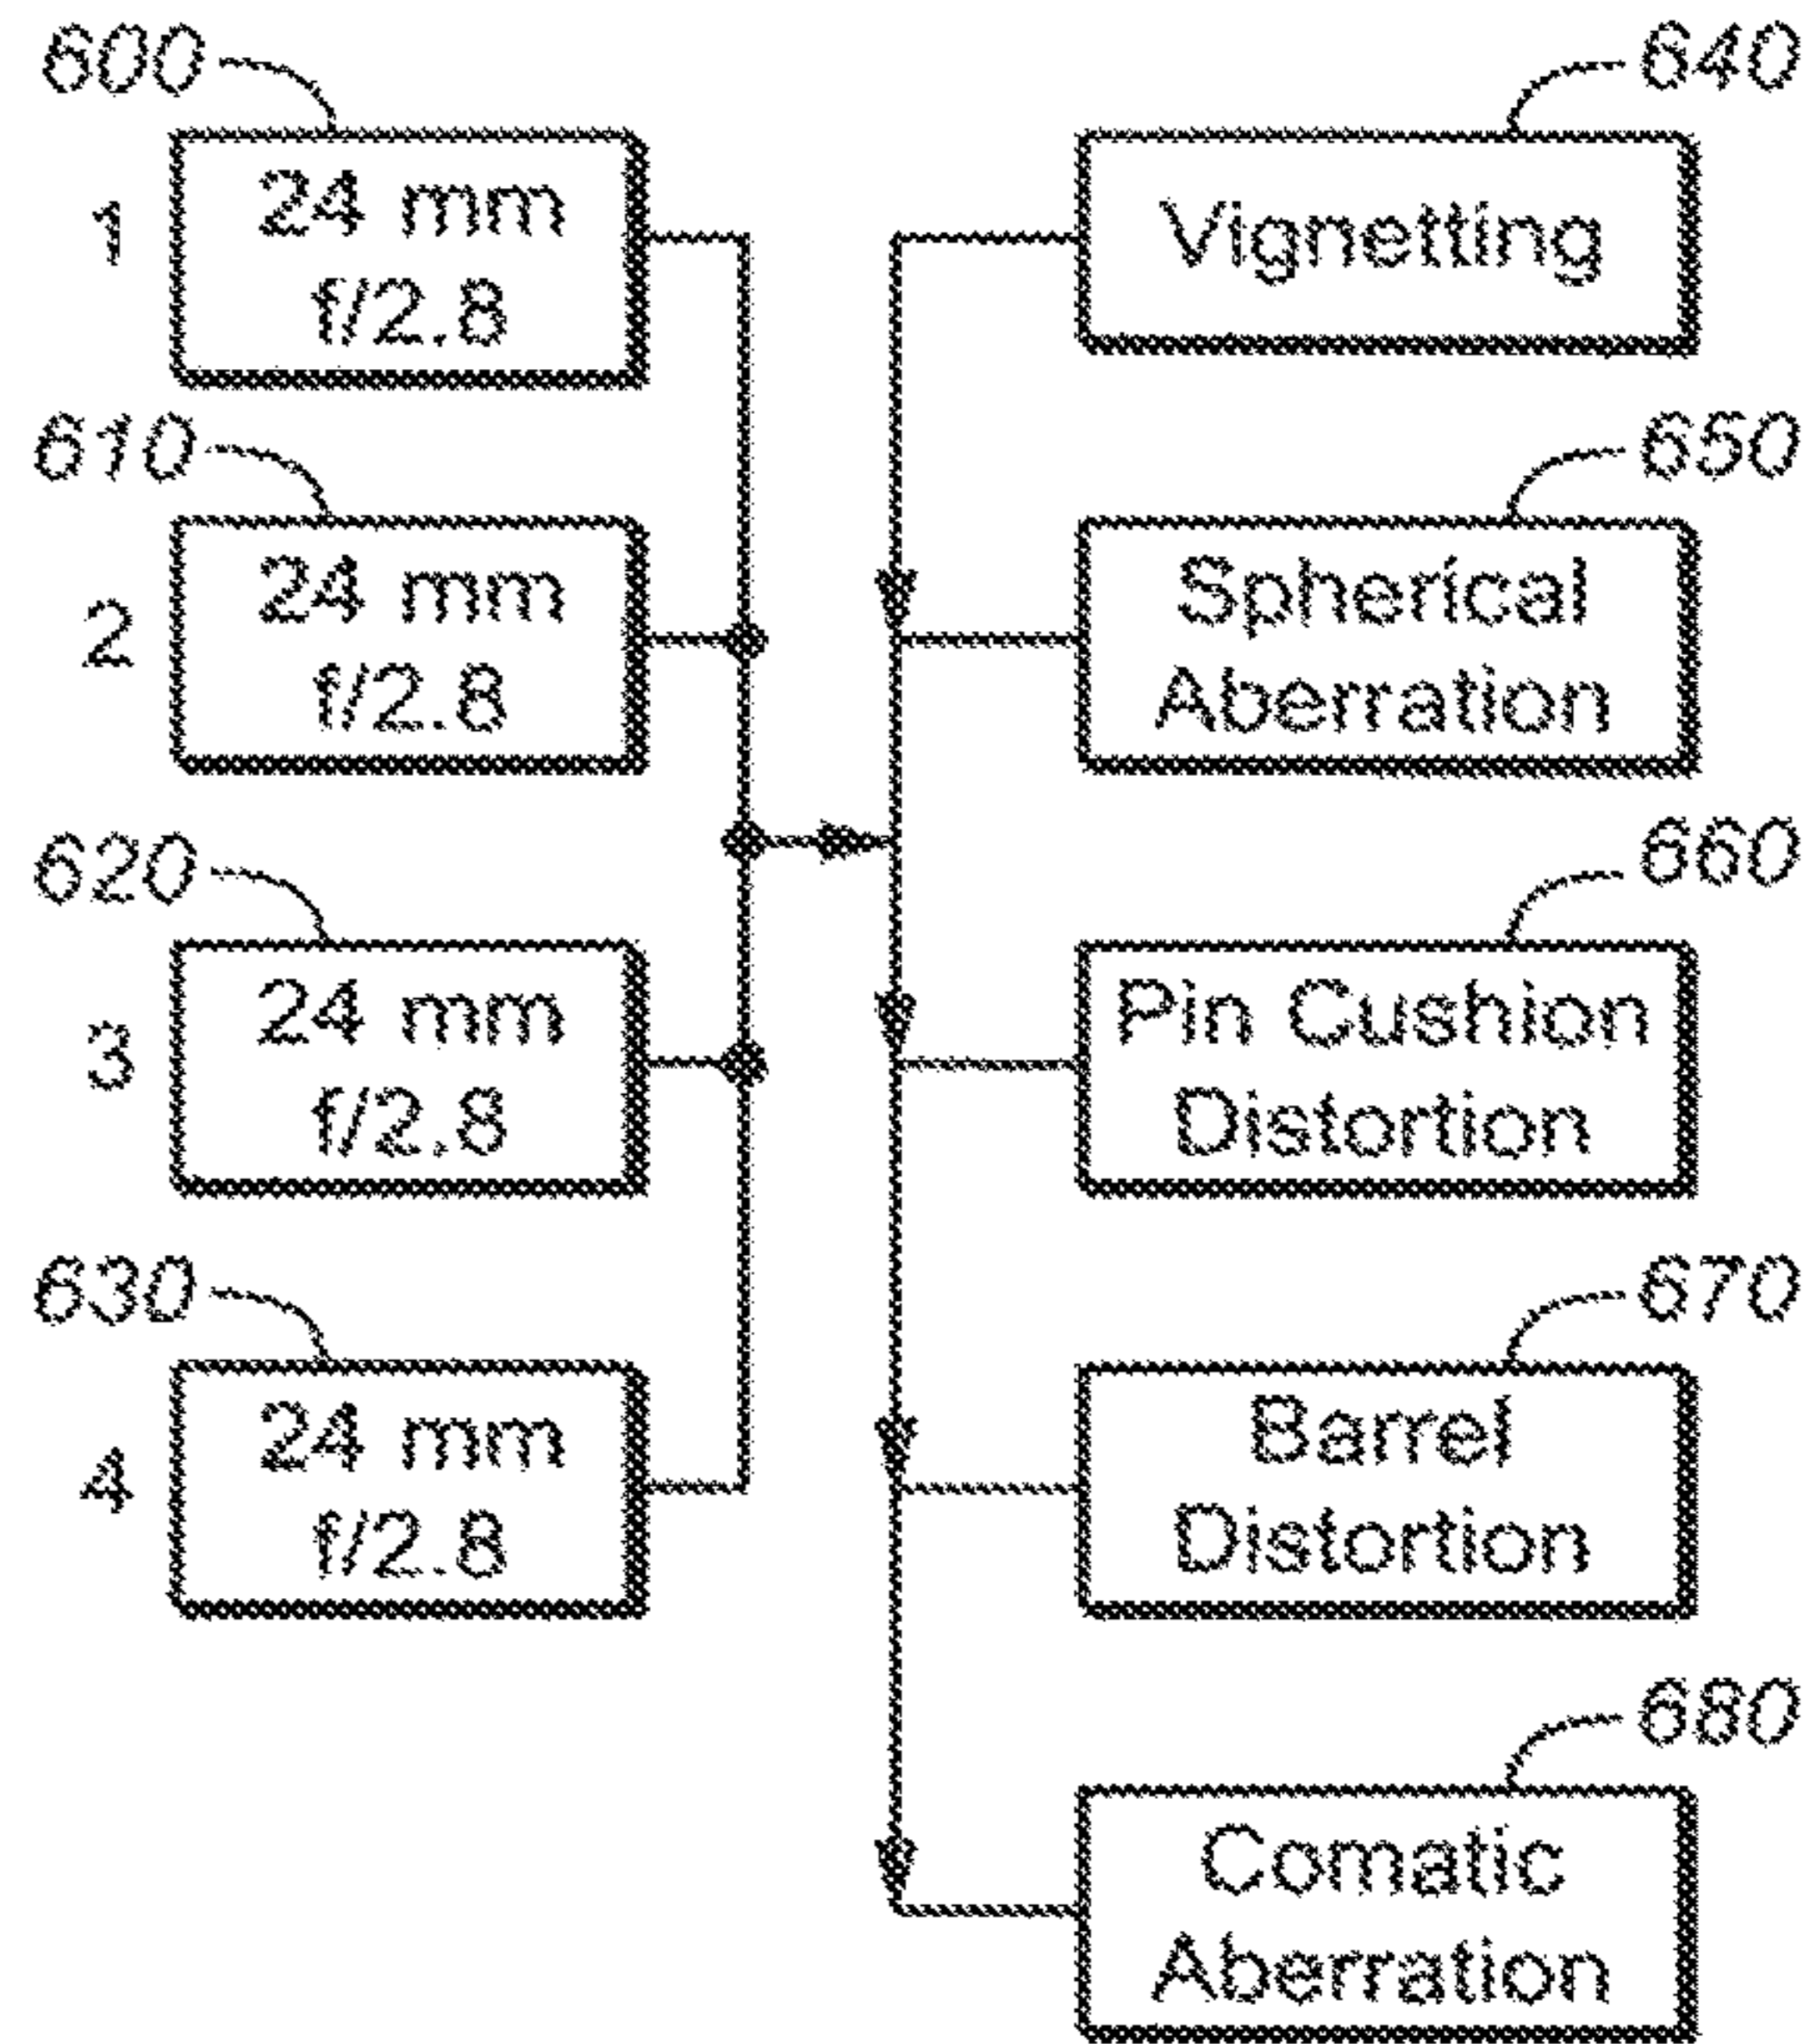 600
1
24 mm
f/2.8
610
2
24 mm
f/2.8
620
3
24 mm
f/2.8
630
4
24 mm
f/2.8
640
Vignetting
650
Spherical
Aberration
660
Pin Cushion
Distortion
670
Barrel
Distortion
680
Comatic
Aberration